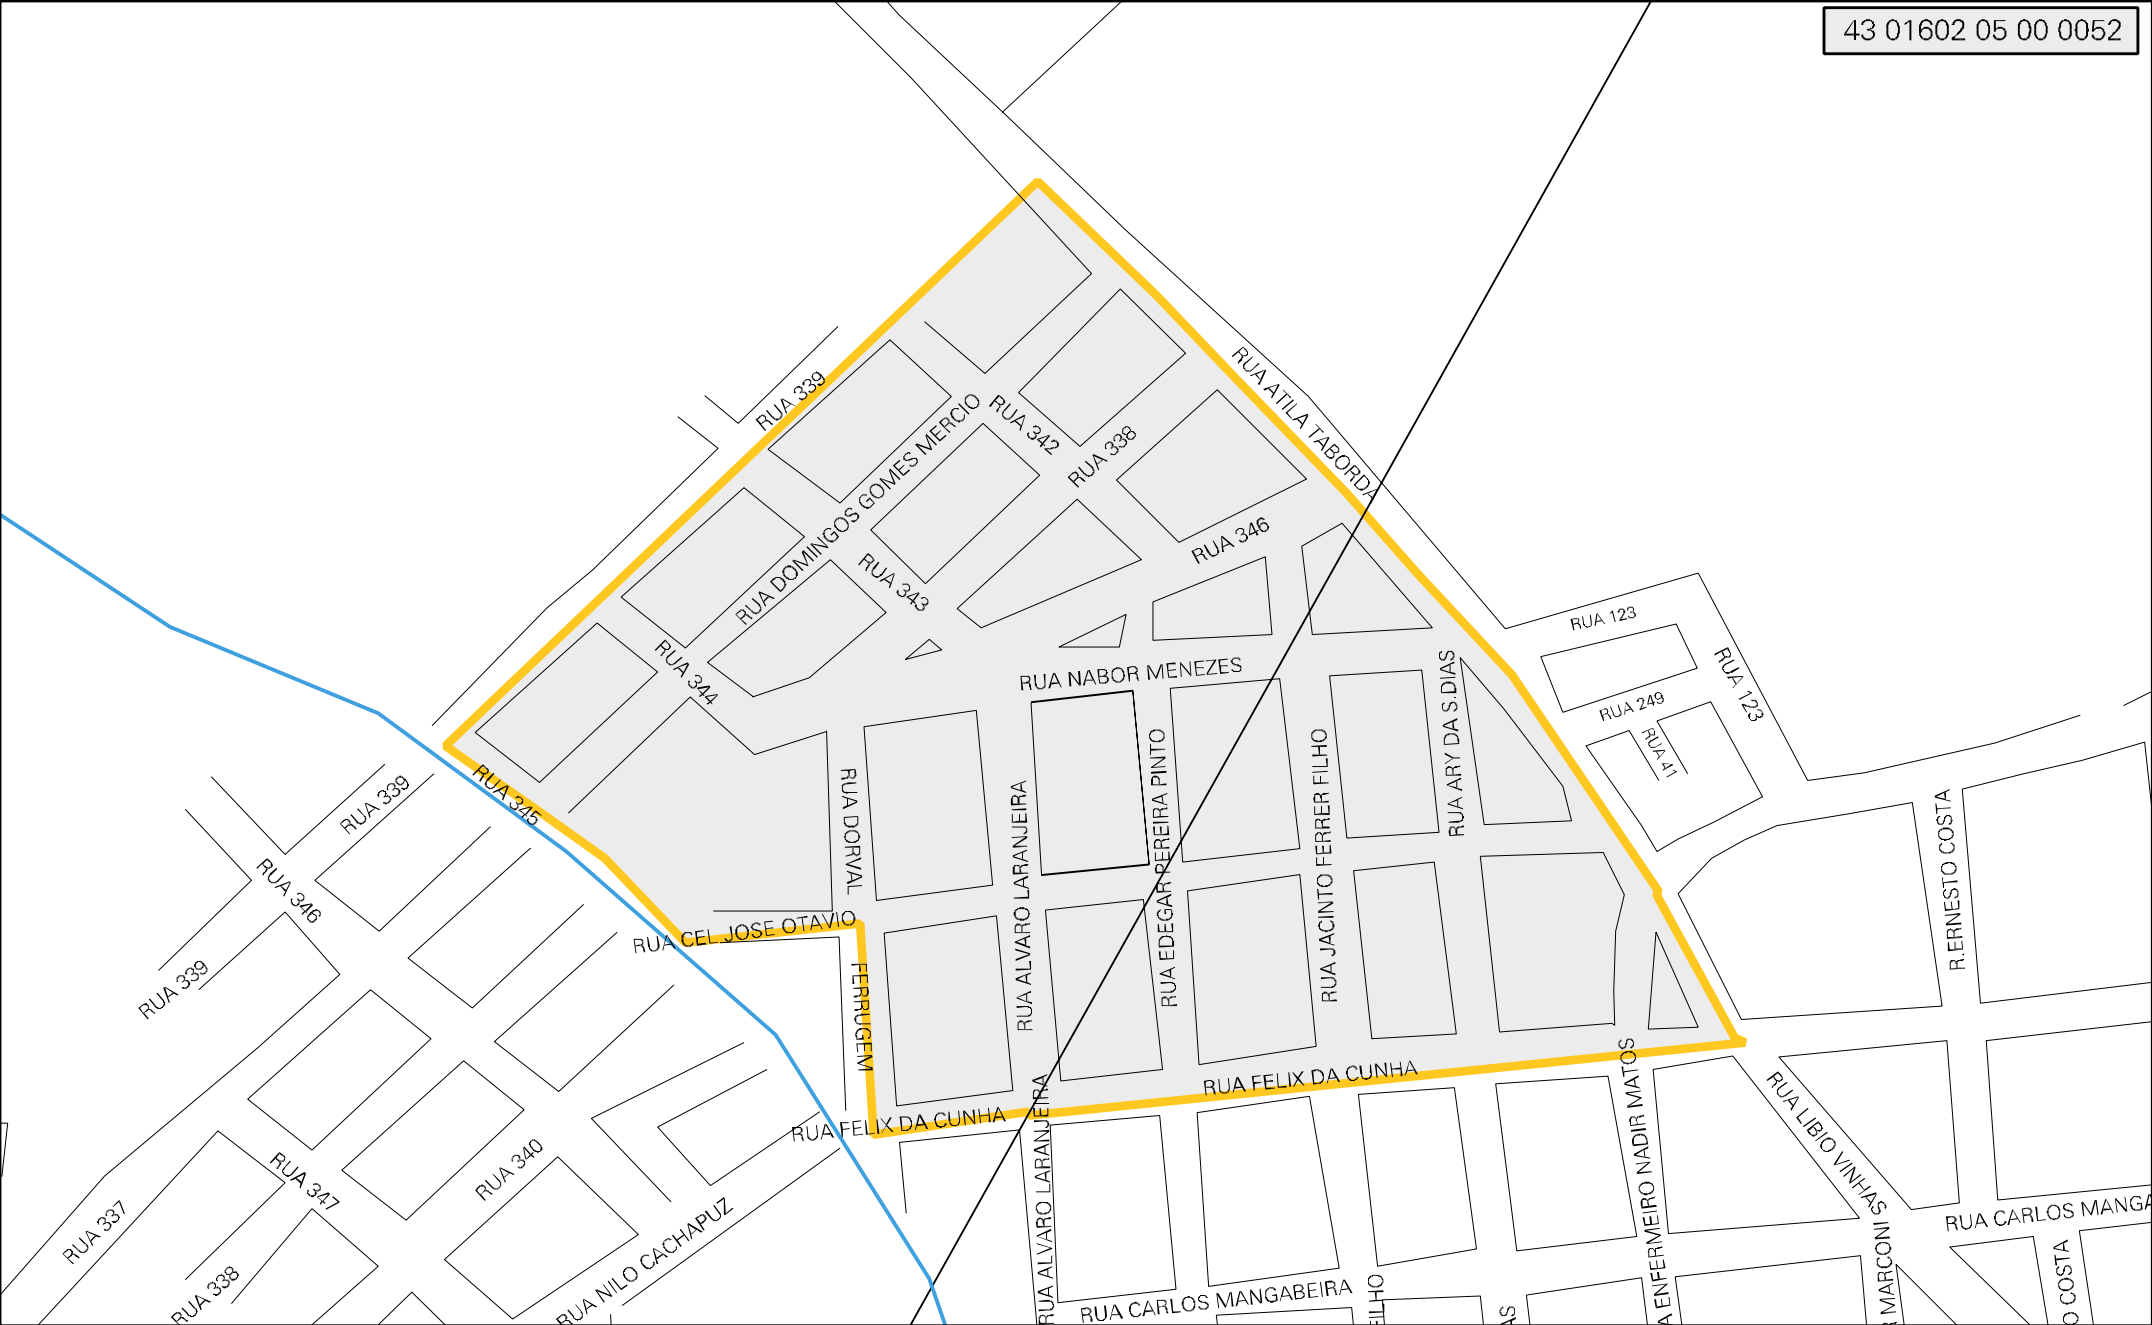 43 01602 05 00 0052
RUA 339
RUA ATILA TABORDA
RUA DOMINGOS GOMES MERCIO
RUA 342
RUA 338
RUA 346
RUA 343
RUA 123
RUA 123
RUA 249
RUA 41
RUA 344
RUA NABOR MENEZES
RUA ARY DA S.DIAS
RUA 345
RUA 339
RUA DORVAL
FERRUGEM
RUA ALVARO LARANJEIRA
RUA EDEGAR PEREIRA PINTO
RUA JACINTO FERRER FILHO
R.ERNESTO COSTA
RUA 346
RUA CEL JOSE OTAVIO
RUA 339
RUA FELIX DA CUNHA
RUA FELIX DA CUNHA
RUA ALVARO LARANJEIRA
A ENFERMEIRO NADIR MATOS
RUA LIBIO VINHAS
RUA 340
RUA 347
RUA 337
RUA 338
RUA NILO CACHAPUZ
RUA CARLOS MANGABEIRA
RUA CARLOS MANGA
MARCONI S
O COSTA
ELHO
AS